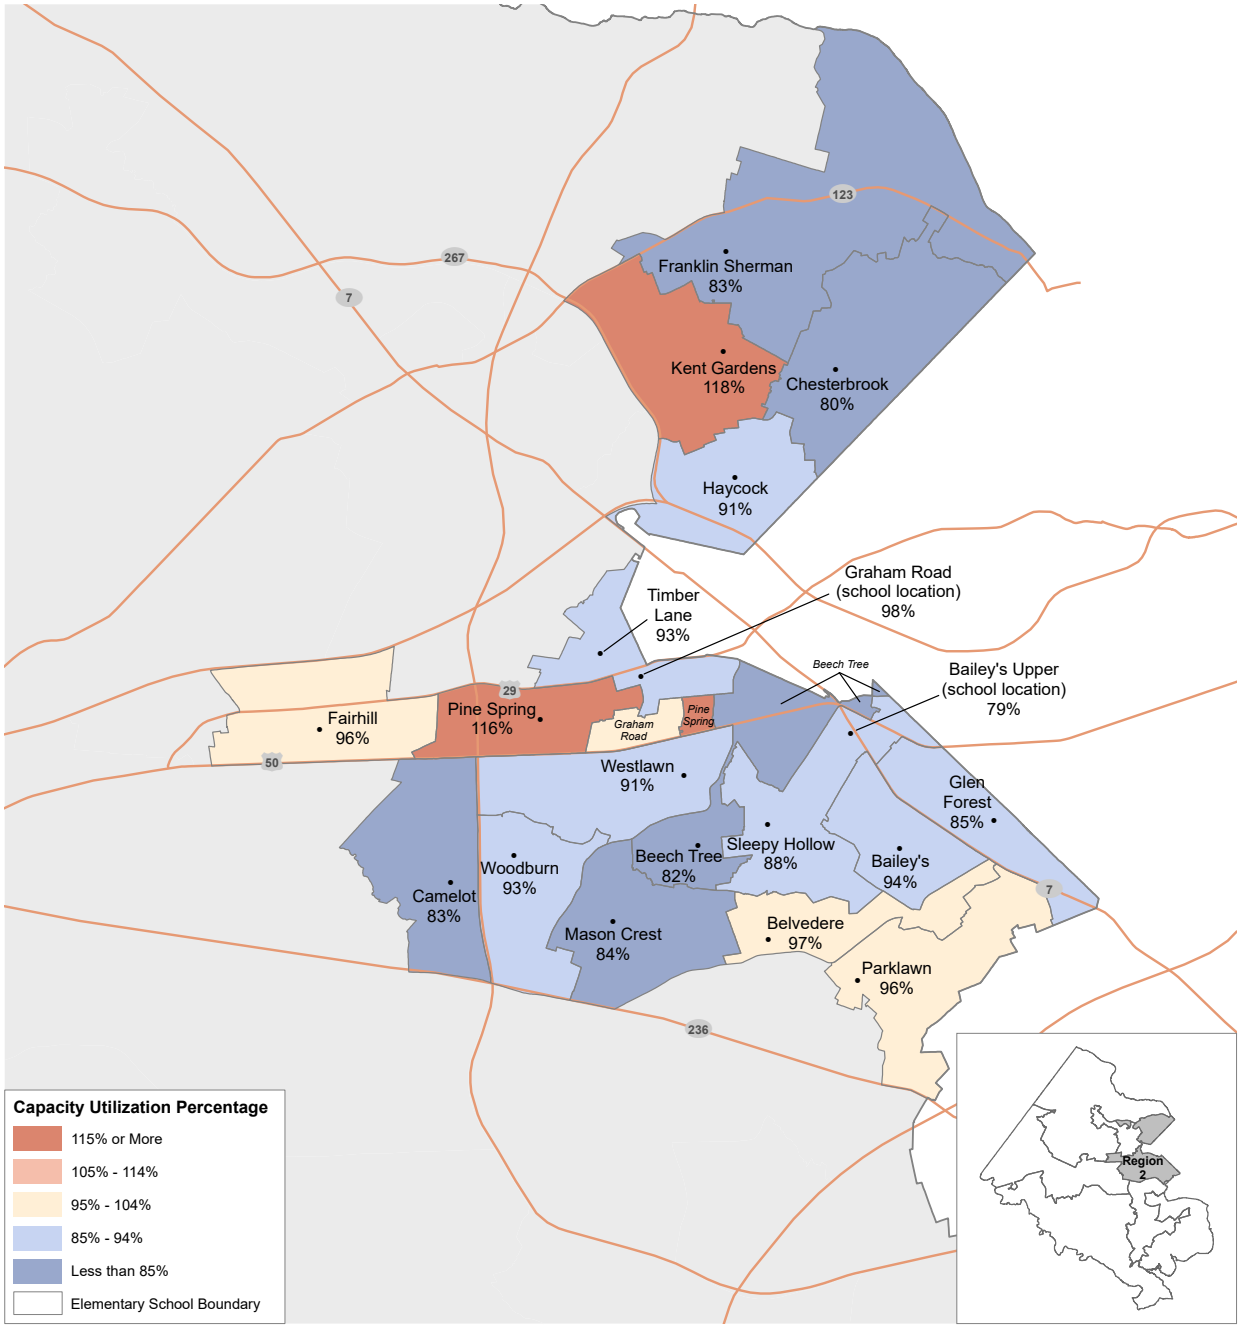 123
267
7
Franklin Sherman
83%
Kent Gardens
118%
Chesterbrook
80%
Haycock
91%
Graham Road
(school location)
98%
Timber
Lane
93%
Beech Tree
Bailey's Upper
(school location)
79%
29
Pine Spring
116%
Pine
Spring
Graham
Road
Fairhill
96%
50
Westlawn
91%
Glen
Forest
85%
Sleepy Hollow
88%
Beech Tree
82%
Bailey's
94%
Woodburn
93%
Camelot
83%
7
Mason Crest
84%
Belvedere
97%
Parklawn
96%
236
Capacity Utilization Percentage
115% or More
105% - 114%
95% - 104%
85% - 94%
Less than 85%
Elementary School Boundary
Region
2